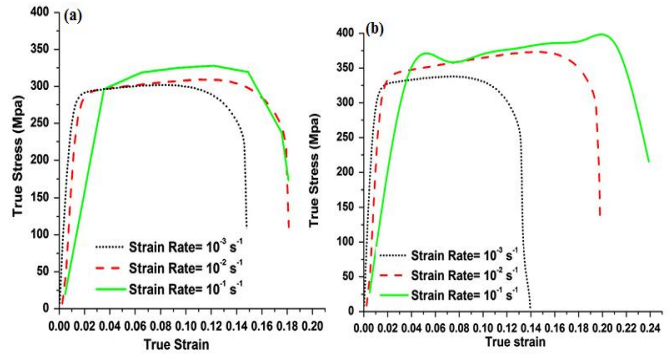 (a)
400
350
300
250
200
150
100
50
0
True Stress (Mpa)
Strain Rate= 10⁻³ s⁻¹
Strain Rate= 10⁻² s⁻¹
Strain Rate= 10⁻¹ s⁻¹
0.00 0.02 0.04 0.06 0.08 0.10 0.12 0.14 0.16 0.18 0.20
True Strain
(b)
400
350
300
250
200
150
100
50
0
True Stress (Mpa)
Strain Rate= 10⁻³ s⁻¹
Strain Rate= 10⁻² s⁻¹
Strain Rate= 10⁻¹ s⁻¹
0.00 0.02 0.04 0.06 0.08 0.10 0.12 0.14 0.16 0.18 0.20 0.22 0.24
True strain